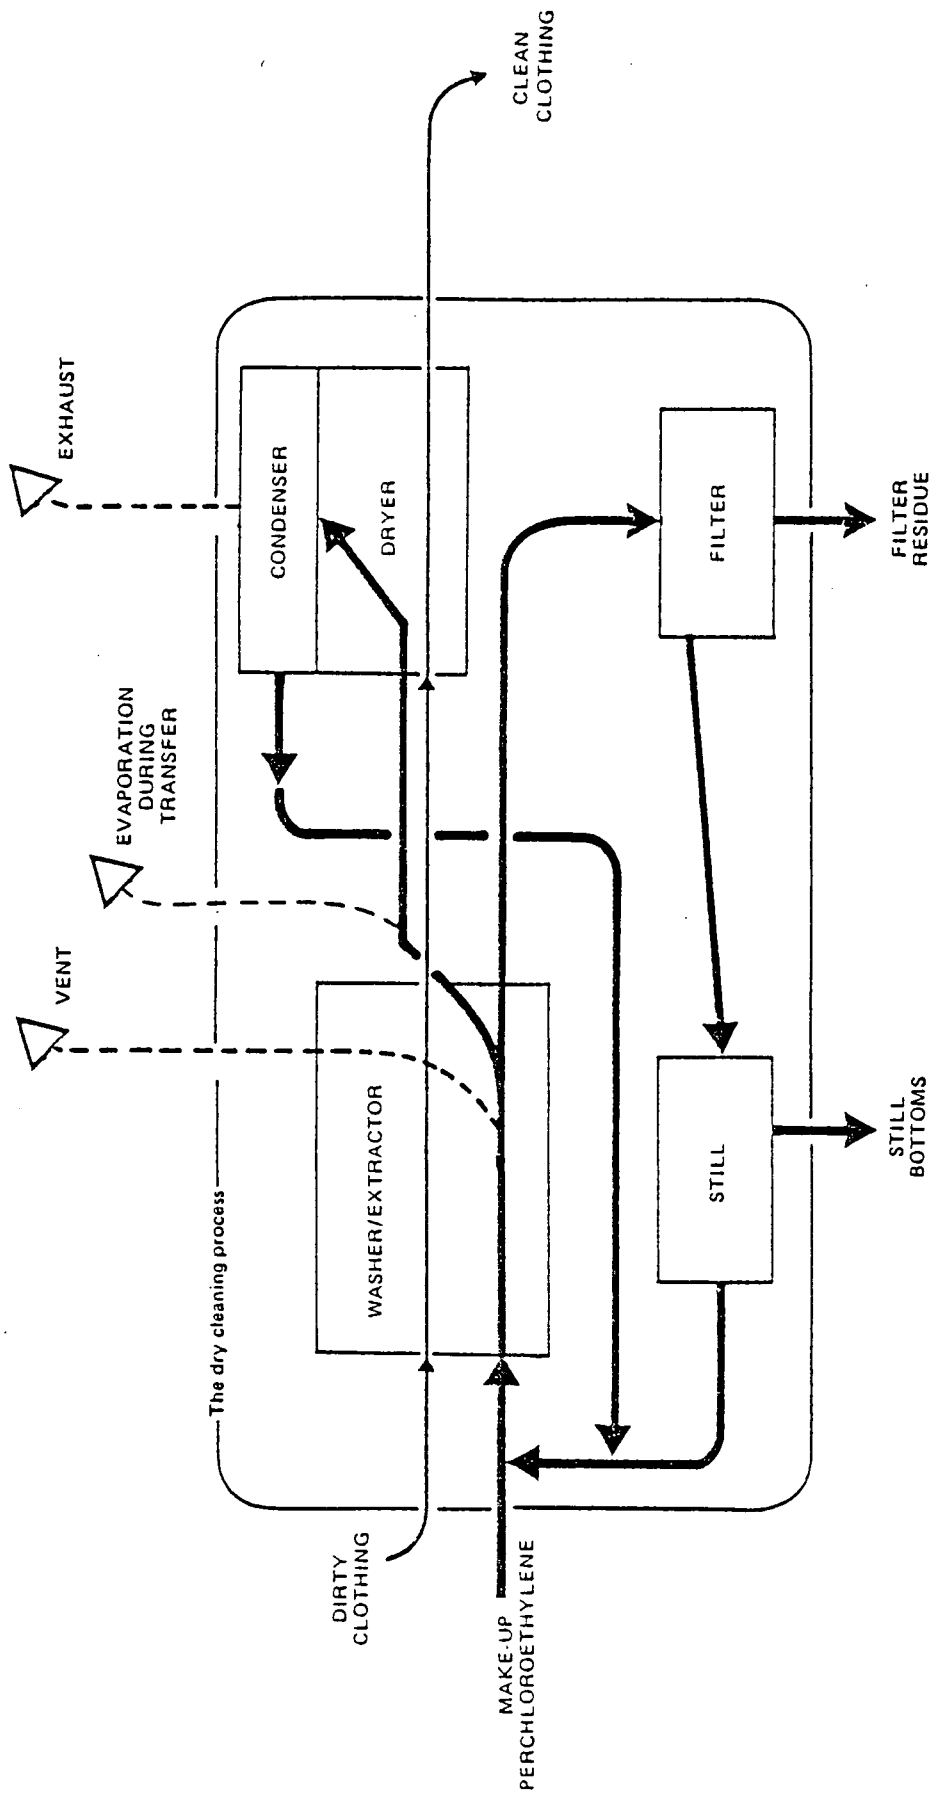 VENT
EVAPORATION
DURING
TRANSFER
EXHAUST
The dry cleaning process
DIRTY
CLOTHING
WASHER/EXTRACTOR
CONDENSER
DRYER
CLEAN
CLOTHING
MAKE-UP
PERCHLOROETHYLENE
STILL
FILTER
STILL
BOTTOMS
FILTER
RESIDUE